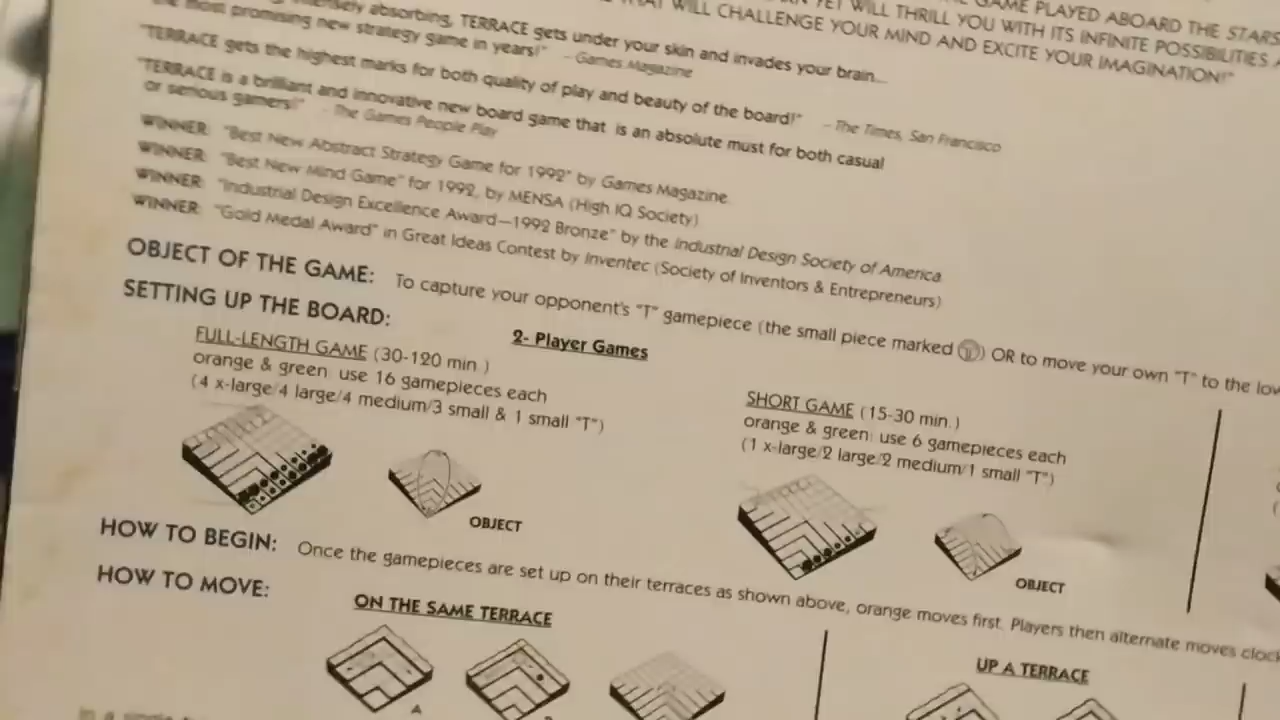 GAME PLAYED ABOARD THE STARS
YET WILL THRILL YOU WITH ITS INFINITE POSSIBILITIES
WILL CHALLENGE YOUR MIND AND EXCITE YOUR IMAGINATION!"
absorbing, TERRACE gets under your skin and invades your brain...
most promising new strategy game in years!" - Games Magazine
"TERRACE gets the highest marks for both quality of play and beauty of the board!" - The Times, San Francisco
"TERRACE is a brilliant and innovative new board game that is an absolute must for both casual
or serious gamers!" - The Games People Play
WINNER: "Best New Abstract Strategy Game for 1992" by Games Magazine
WINNER: "Best New Mind Game" for 1992, by MENSA (High IQ Society)
WINNER: "Industrial Design Excellence Award—1992 Bronze" by the Industrial Design Society of America
WINNER: "Gold Medal Award" in Great Ideas Contest by Inventec (Society of Inventors & Entrepreneurs)
OBJECT OF THE GAME: To capture your opponent's "T" gamepiece (the small piece marked T) OR to move your own "T" to the
SETTING UP THE BOARD:
2- Player Games
FULL-LENGTH GAME (30-120 min.)
orange & green: use 16 gamepieces each
(4 x-large/4 large/4 medium/3 small & 1 small "T")
OBJECT
SHORT GAME (15-30 min.)
orange & green: use 6 gamepieces each
(1 x-large/2 large/2 medium/1 small "T")
OBJECT
HOW TO BEGIN: Once the gamepieces are set up on their terraces as shown above, orange moves first. Players then alternate moves
HOW TO MOVE:
ON THE SAME TERRACE
A
UP A TERRACE